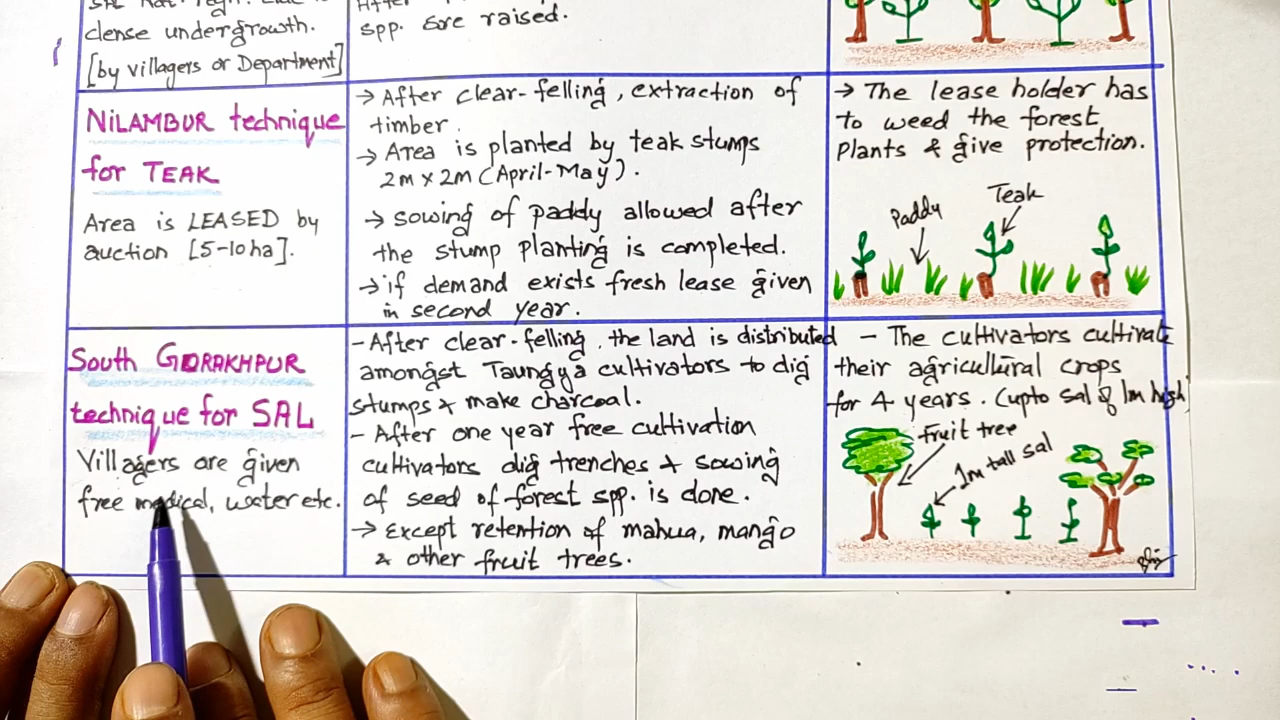 dense undergrowth.
[by villagers or Department]
spp. are raised.
NILAMBUR technique
for TEAK
Area is LEASED by
auction [5-10 ha].
→ After clear-felling, extraction of
timber.
→ Area is planted by teak stumps
2m x 2m (April-May).
→ sowing of paddy allowed after
the stump planting is completed.
→ if demand exists fresh lease given
in second year.
→ The lease holder has
to weed the forest
plants & give protection.
Paddy
Teak
South GORAKHPUR
technique for SAL
Villagers are given
free medical, water etc.
- After clear-felling, the land is distributed
amongst Taungya cultivators to dig
stumps & make charcoal.
- After one year free cultivation
cultivators dig trenches & sowing
of seed of forest spp. is done.
→ Except retention of mahua, mango
& other fruit trees.
- The cultivators cultivate
their agricultural crops
for 4 years. (upto sal of 1m high)
Fruit tree
1m tall sal